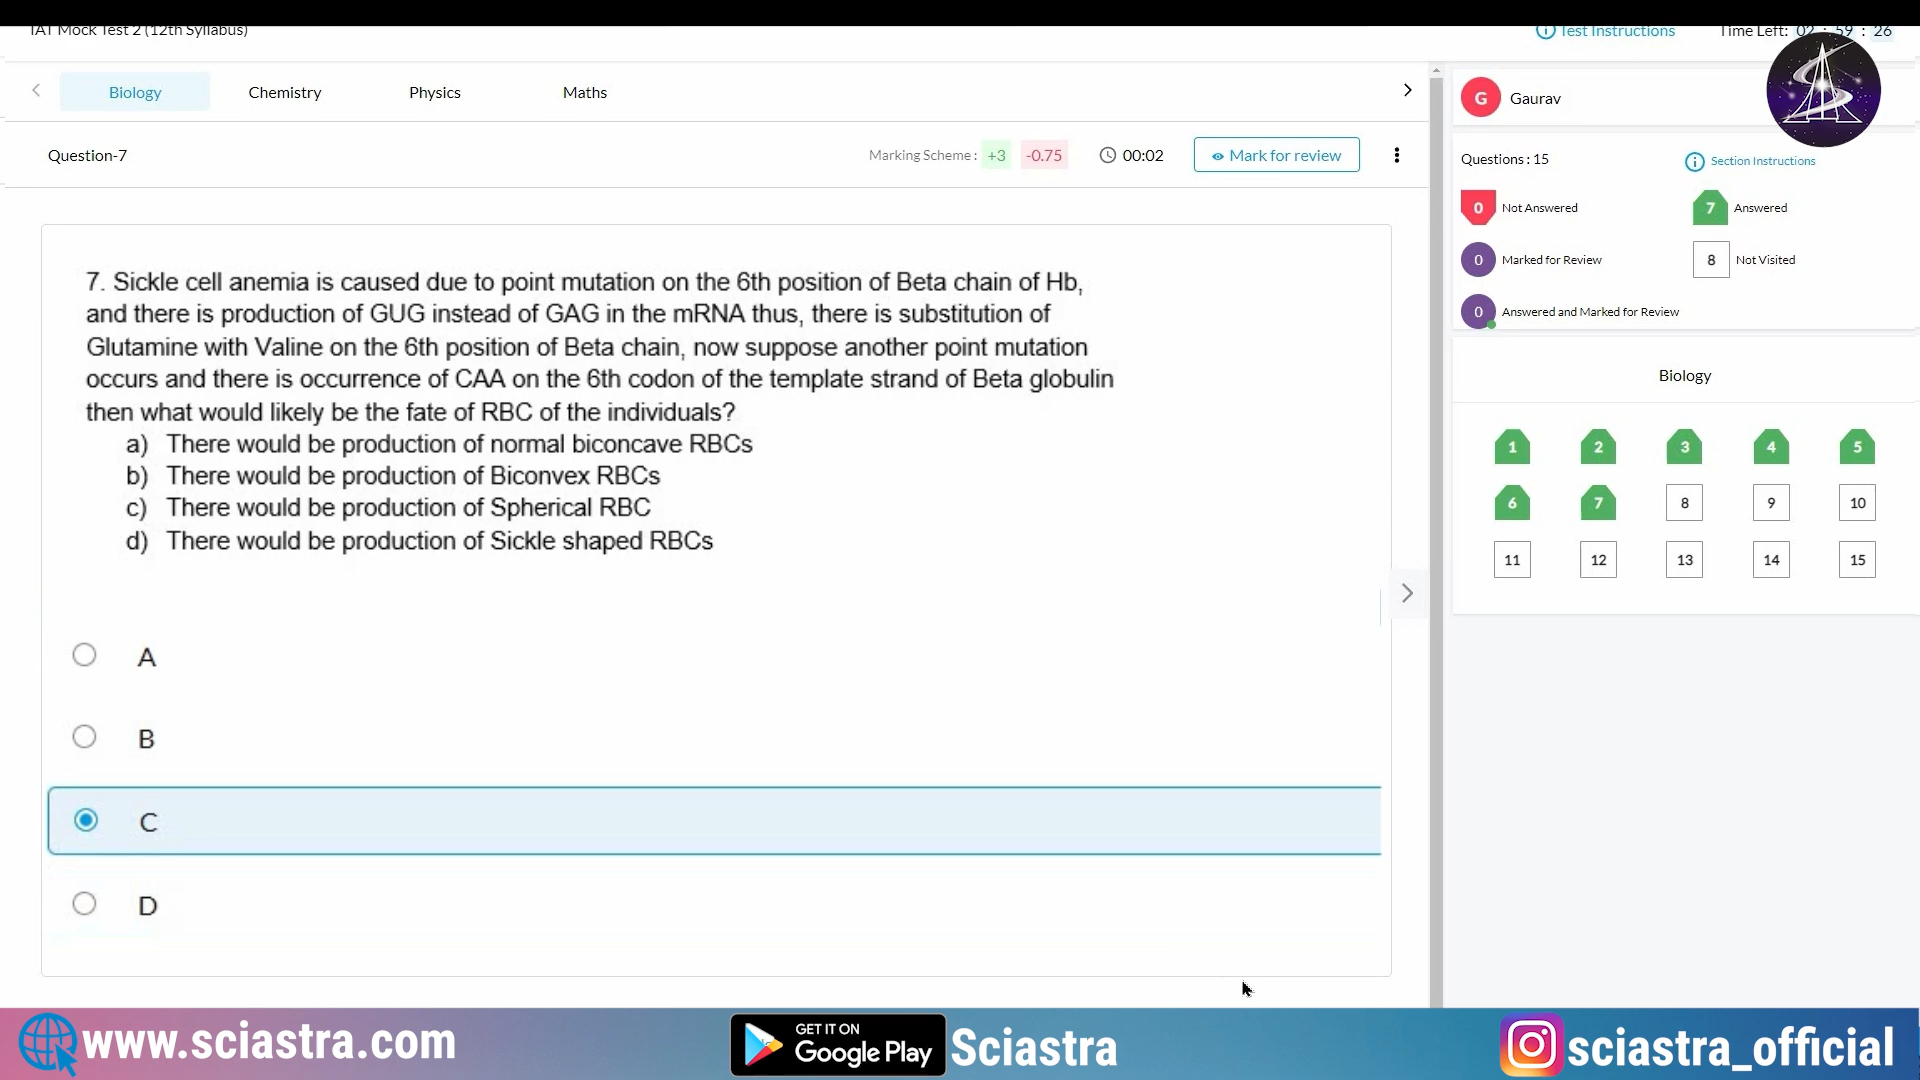 IAT Mock Test 2 (12th Syllabus)
Test Instructions
Time Left: 02 : 59 : 26
Biology
Chemistry
Physics
Maths
Question-7
Marking Scheme : +3 -0.75
00:02
Mark for review
7. Sickle cell anemia is caused due to point mutation on the 6th position of Beta chain of Hb,
and there is production of GUG instead of GAG in the mRNA thus, there is substitution of
Glutamine with Valine on the 6th position of Beta chain, now suppose another point mutation
occurs and there is occurrence of CAA on the 6th codon of the template strand of Beta globulin
then what would likely be the fate of RBC of the individuals?
a) There would be production of normal biconcave RBCs
b) There would be production of Biconvex RBCs
c) There would be production of Spherical RBC
d) There would be production of Sickle shaped RBCs
A
B
C
D
G Gaurav
Questions : 15
Section Instructions
0 Not Answered
7 Answered
0 Marked for Review
8 Not Visited
0 Answered and Marked for Review
Biology
1 2 3 4 5
6 7 8 9 10
11 12 13 14 15
www.sciastra.com
GET IT ON
Google Play
Sciastra
sciastra_official